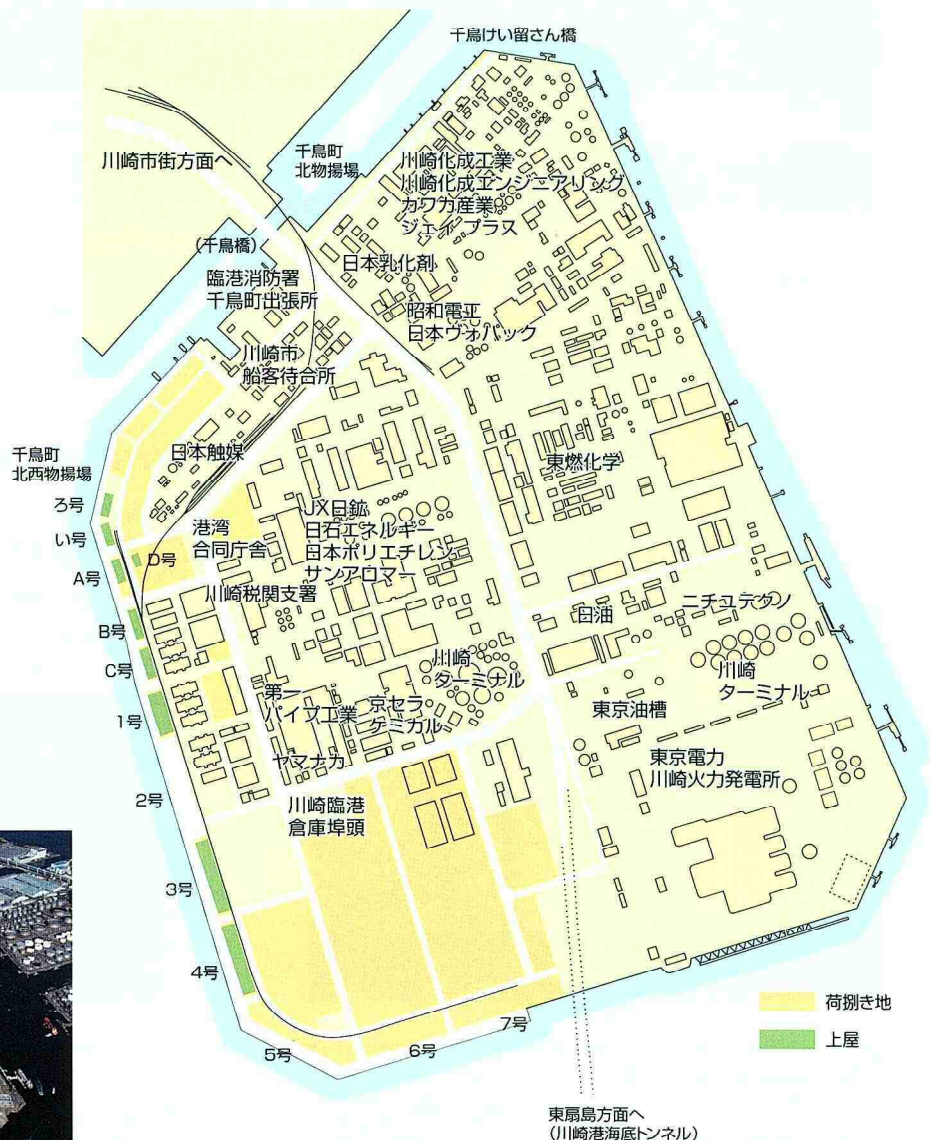 千鳥けい留さん橋
川崎市街方面へ
千鳥町
北物揚場
川崎化成工業
川崎化成エンジニアリング
カワカ産業
ジェイ プラス
(千鳥橋)
日本乳化剤
臨港消防署
千鳥町出張所
昭和電工
日本ヴォパック
川崎市
船客待合所
千鳥町
北西物揚場
日本触媒
東燃化学
ろ号
い号
A号
D号
港湾
合同庁舎
JX日鉱
日石エネルギー
日本ポリエチレン
サンアロマー
川崎税関支署
B号
C号
1号
日油
ニチユテクノ
川崎
ターミナル
川崎
ターミナル
第一
パイプ工業
京セラ
ケミカル
東京油槽
ヤマナカ
東京電力
川崎火力発電所
2号
川崎臨港
倉庫埠頭
3号
4号
5号
6号
7号
荷捌き地
上屋
東扇島方面へ
(川崎港海底トンネル)